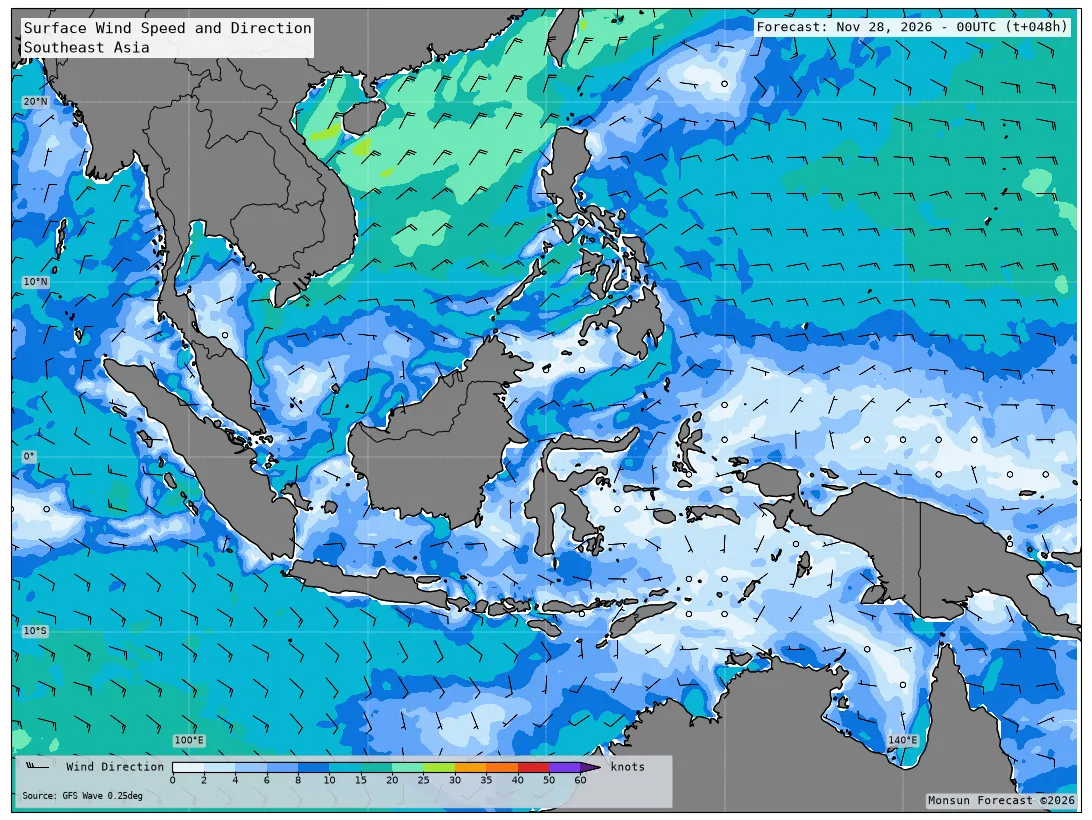 Surface Wind Speed and Direction
Southeast Asia
Forecast: Nov 28, 2026 - 00UTC (t+048h)
20°N
10°N
0°
10°S
100°E
140°E
Wind Direction
0 2 4 6 8 10 15 20 25 30 35 40 50 60
knots
Source: GFS Wave 0.25deg
Monsun Forecast ©2026